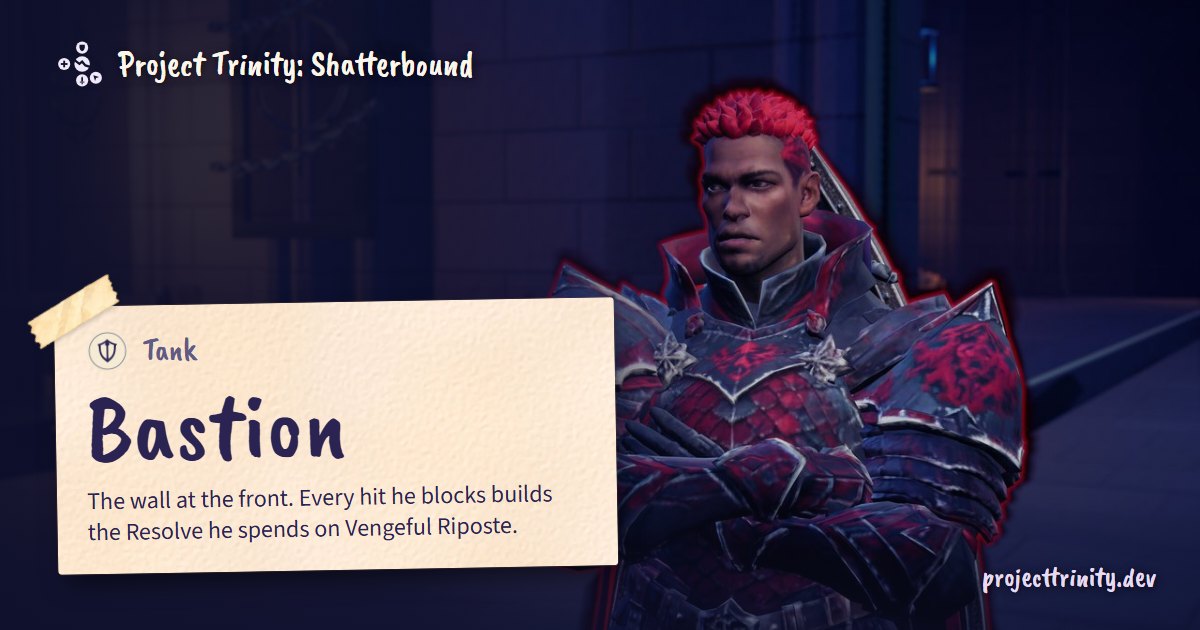 Project Trinity: Shatterbound
Tank
Bastion
The wall at the front. Every hit he blocks builds
the Resolve he spends on Vengeful Riposte.
projecttrinity.dev